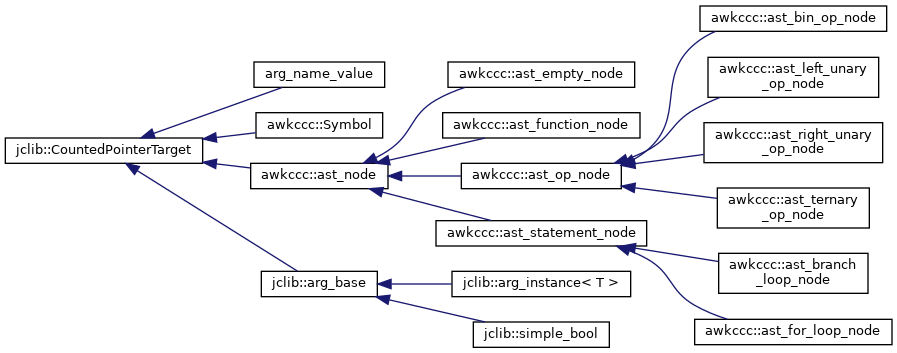 jclib::CountedPointerTarget
arg_name_value
awkccc::Symbol
awkccc::ast_node
jclib::arg_base
awkccc::ast_empty_node
awkccc::ast_function_node
awkccc::ast_op_node
awkccc::ast_statement_node
jclib::arg_instance< T >
jclib::simple_bool
awkccc::ast_bin_op_node
awkccc::ast_left_unary
_op_node
awkccc::ast_right_unary
_op_node
awkccc::ast_ternary
_op_node
awkccc::ast_branch
_loop_node
awkccc::ast_for_loop_node